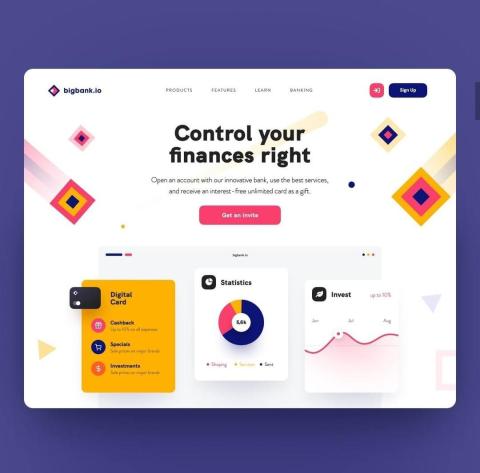 bigbank.io
PRODUCTS FEATURES LEARN BANKING
Sign Up
Control your
finances right
Open an account with our innovative bank, use the best services,
and receive an interest-free unlimited card as a gift.
Get an invite
bigbank.io
Digital
Card
Cashback
Up to 10% on all expenses
Specials
Sale prices on major brands
Investments
Sale prices on major brands
Statistics
5,6k
Shoping Services Sent
Invest up to 10%
Jan Jul Aug